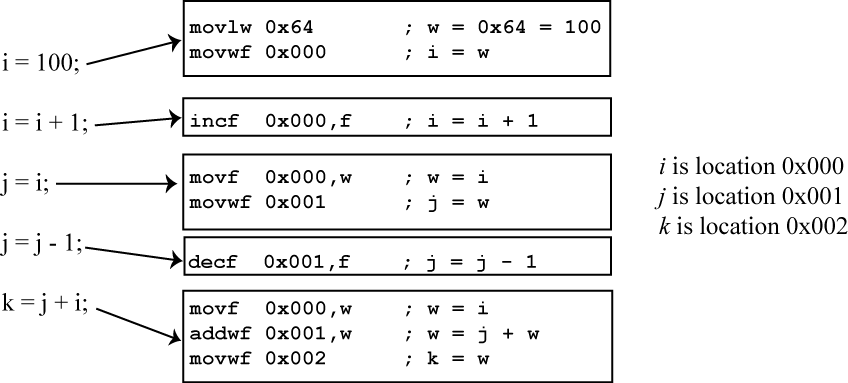 i = 100;
movlw 0x64 ; w = 0x64 = 100
movwf 0x000 ; i = w
i = i + 1;
incf 0x000,f ; i = i + 1
j = i;
movf 0x000,w ; w = i
movwf 0x001 ; j = w
j = j - 1;
decf 0x001,f ; j = j - 1
k = j + i;
movf 0x000,w ; w = i
addwf 0x001,w ; w = j + w
movwf 0x002 ; k = w
i is location 0x000
j is location 0x001
k is location 0x002